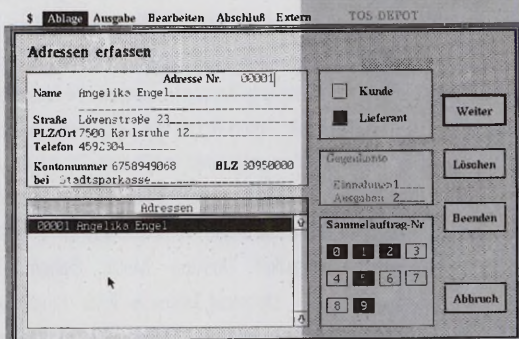 $ Ablage Ausgabe Bearbeiten Abschluß Extern TOS DEPOT
Adressen erfassen
Adresse Nr. 00001
Name Angelika Engel
Straße Lövenstraße 23
PLZ/Ort 7500 Karlsruhe 12
Telefon 4592304
Kontonummer 6758949068 BLZ 30950000
bei Stadtsparkasse
Kunde
Lieferant
Gegenkonto
Einnahmen 1
Ausgaben 2
Weiter
Löschen
Beenden
Abbruch
Adressen
00001 Angelika Engel
Sammelauftrag-Nr
0 1 2 3
4 5 6 7
8 9